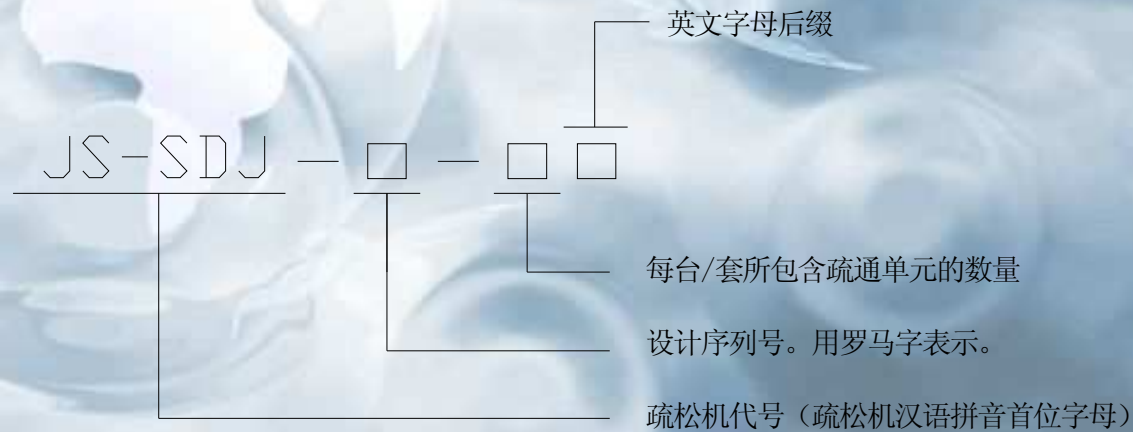 英文字母后缀
JS-SDJ-□-□□
每台/套所包含疏通单元的数量
设计序列号。用罗马字表示。
疏松机代号（疏松机汉语拼音首位字母）